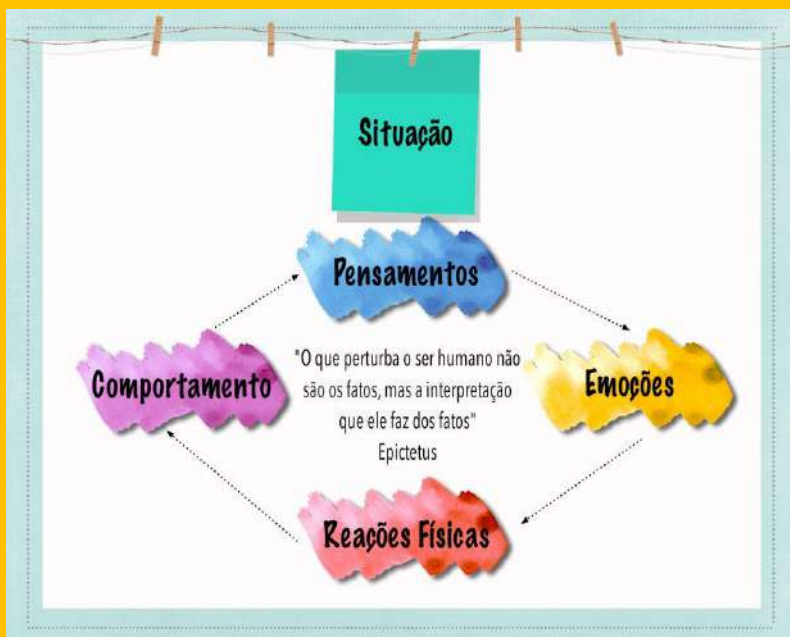 Situação
Pensamentos
Comportamento
"O que perturba o ser humano não
são os fatos, mas a interpretação
que ele faz dos fatos"
Epictetus
Emoções
Reações Físicas